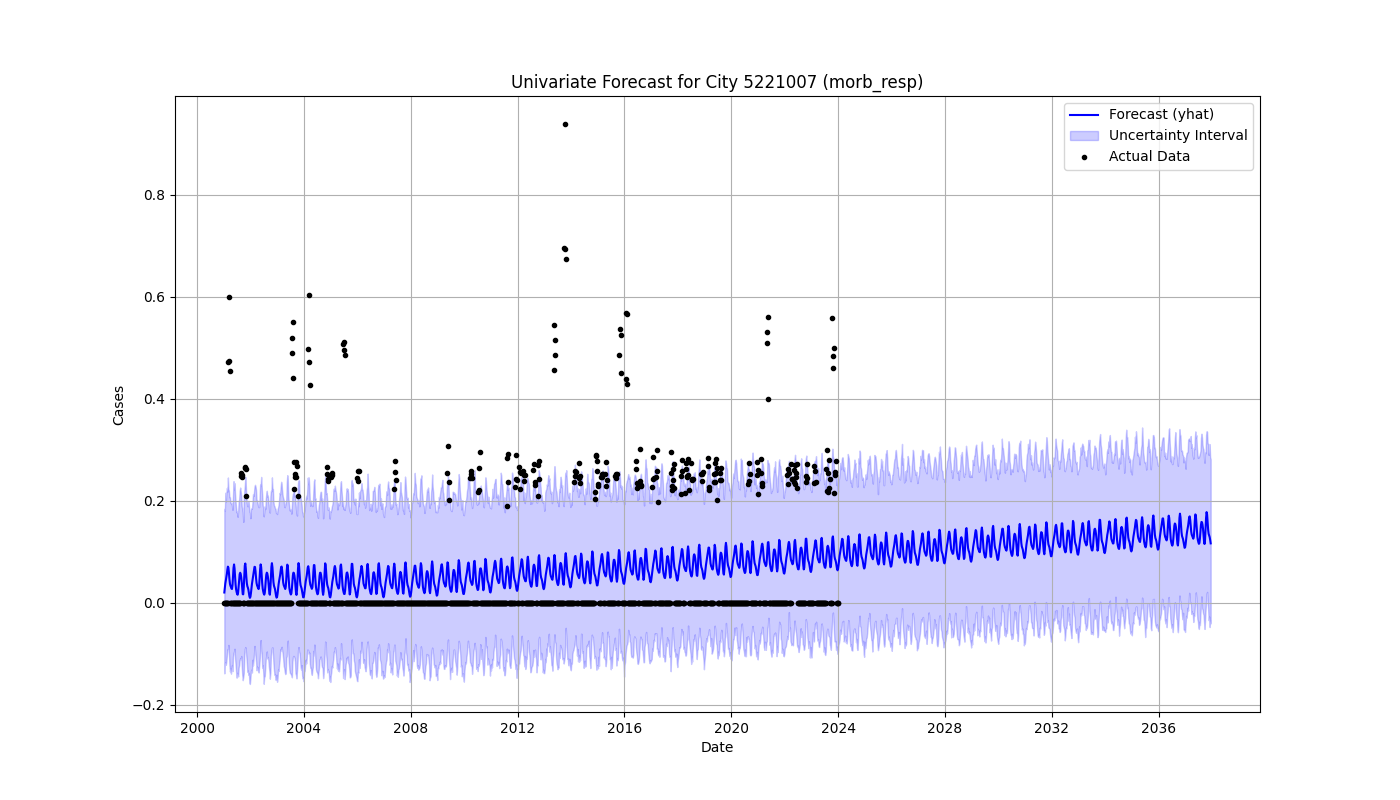 Univariate Forecast for City 5221007 (morb_resp)
Forecast (yhat)
Uncertainty Interval
Actual Data
Cases
0.8
0.6
0.4
0.2
0.0
−0.2
2000 2004 2008 2012 2016 2020 2024 2028 2032 2036
Date